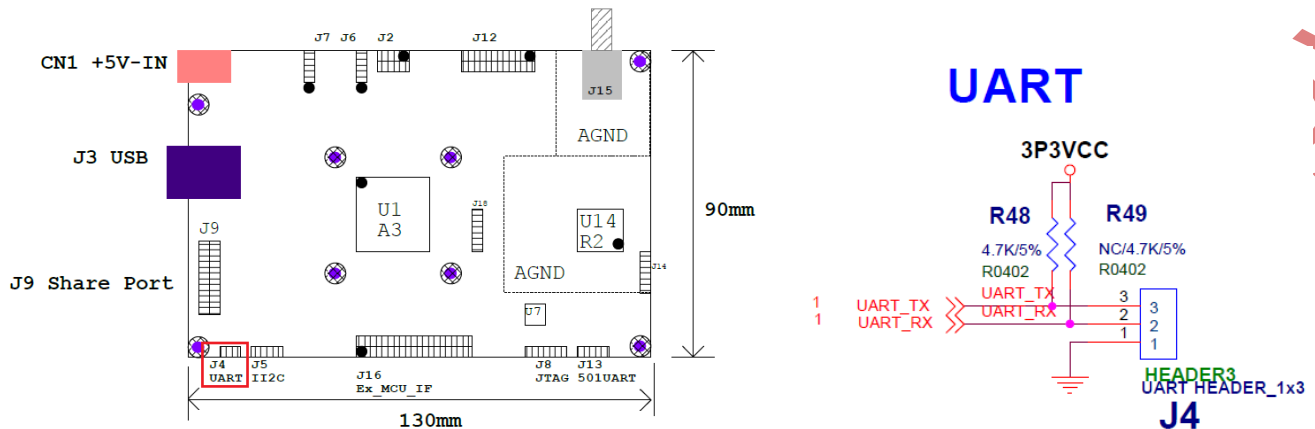 J7 J6 J2 J12
CN1 +5V-IN
J15
AGND
J3 USB
U1
A3
J18
U14
R2
90mm
J9
J9 Share Port
AGND
J14
U7
J4 J5 J8 J13
UART II2C JTAG 501UART
J16
Ex_MCU_IF
130mm
UART
3P3VCC
R48 R49
4.7K/5% NC/4.7K/5%
R0402 R0402
1 UART_TX UART_TX 3 3
1 UART_RX UART_RX 2 2
1 1
HEADER3
UART HEADER_1x3
J4